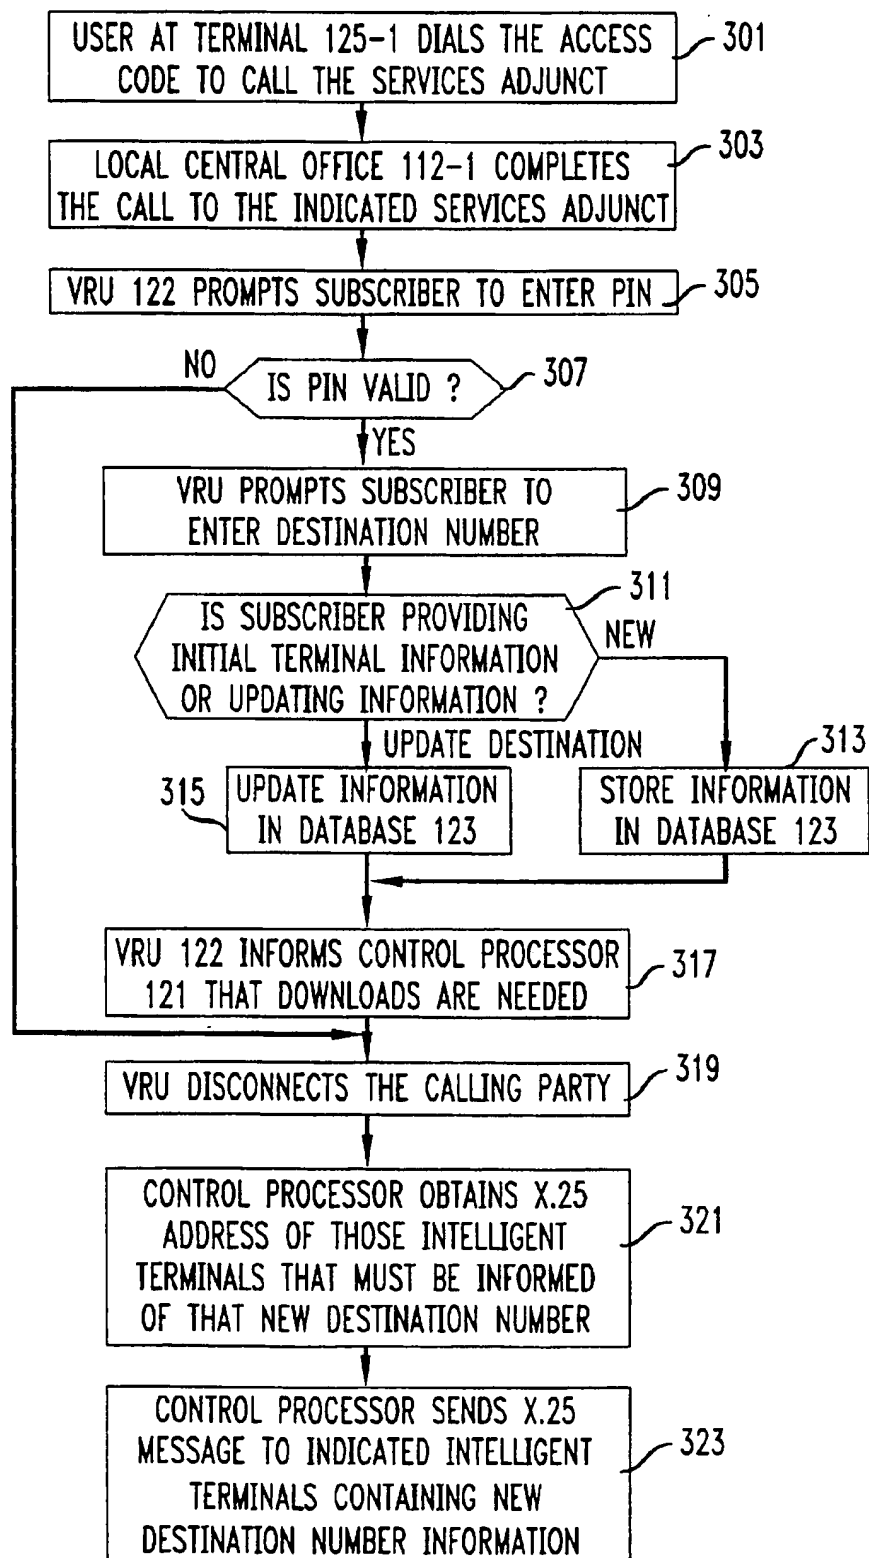 USER AT TERMINAL 125-1 DIALS THE ACCESS
CODE TO CALL THE SERVICES ADJUNCT
301
LOCAL CENTRAL OFFICE 112-1 COMPLETES
THE CALL TO THE INDICATED SERVICES ADJUNCT
303
VRU 122 PROMPTS SUBSCRIBER TO ENTER PIN
305
NO
IS PIN VALID ?
307
YES
VRU PROMPTS SUBSCRIBER TO
ENTER DESTINATION NUMBER
309
IS SUBSCRIBER PROVIDING
INITIAL TERMINAL INFORMATION
OR UPDATING INFORMATION ?
311
NEW
UPDATE DESTINATION
315
UPDATE INFORMATION
IN DATABASE 123
313
STORE INFORMATION
IN DATABASE 123
VRU 122 INFORMS CONTROL PROCESSOR
121 THAT DOWNLOADS ARE NEEDED
317
VRU DISCONNECTS THE CALLING PARTY
319
CONTROL PROCESSOR OBTAINS X.25
ADDRESS OF THOSE INTELLIGENT
TERMINALS THAT MUST BE INFORMED
OF THAT NEW DESTINATION NUMBER
321
CONTROL PROCESSOR SENDS X.25
MESSAGE TO INDICATED INTELLIGENT
TERMINALS CONTAINING NEW
DESTINATION NUMBER INFORMATION
323